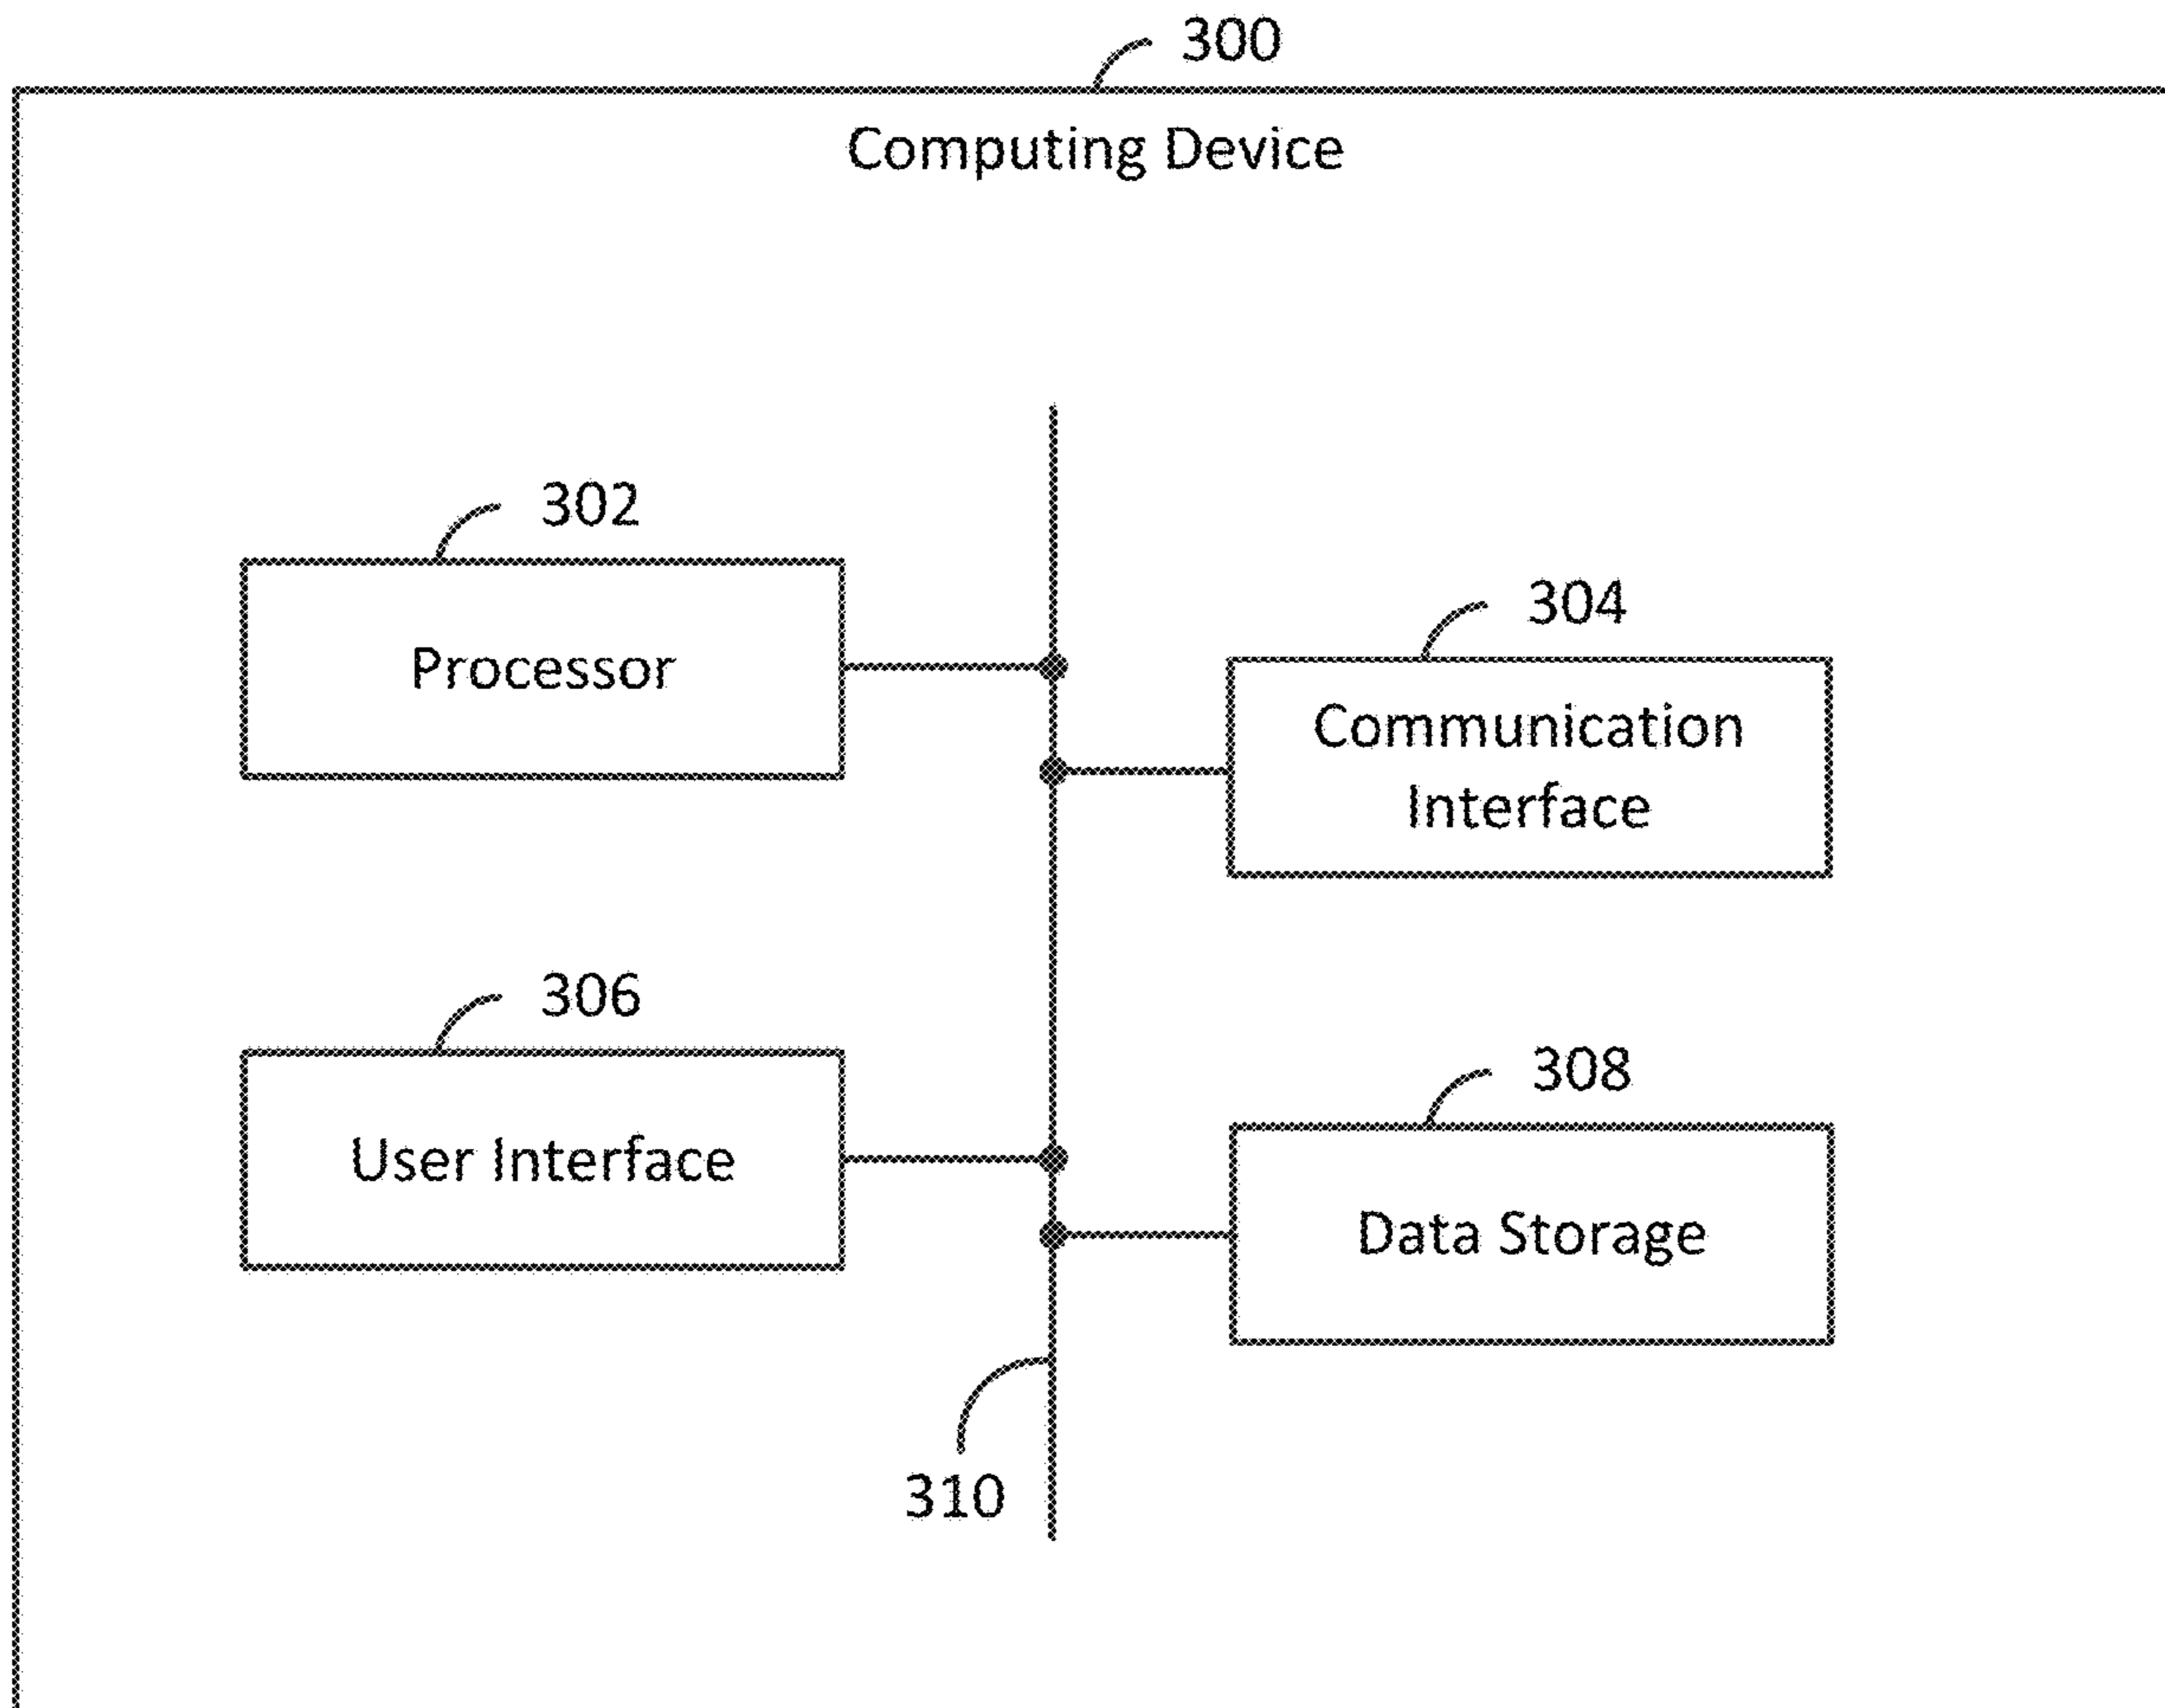 300
Computing Device
302
Processor
304
Communication
Interface
306
User Interface
308
Data Storage
310